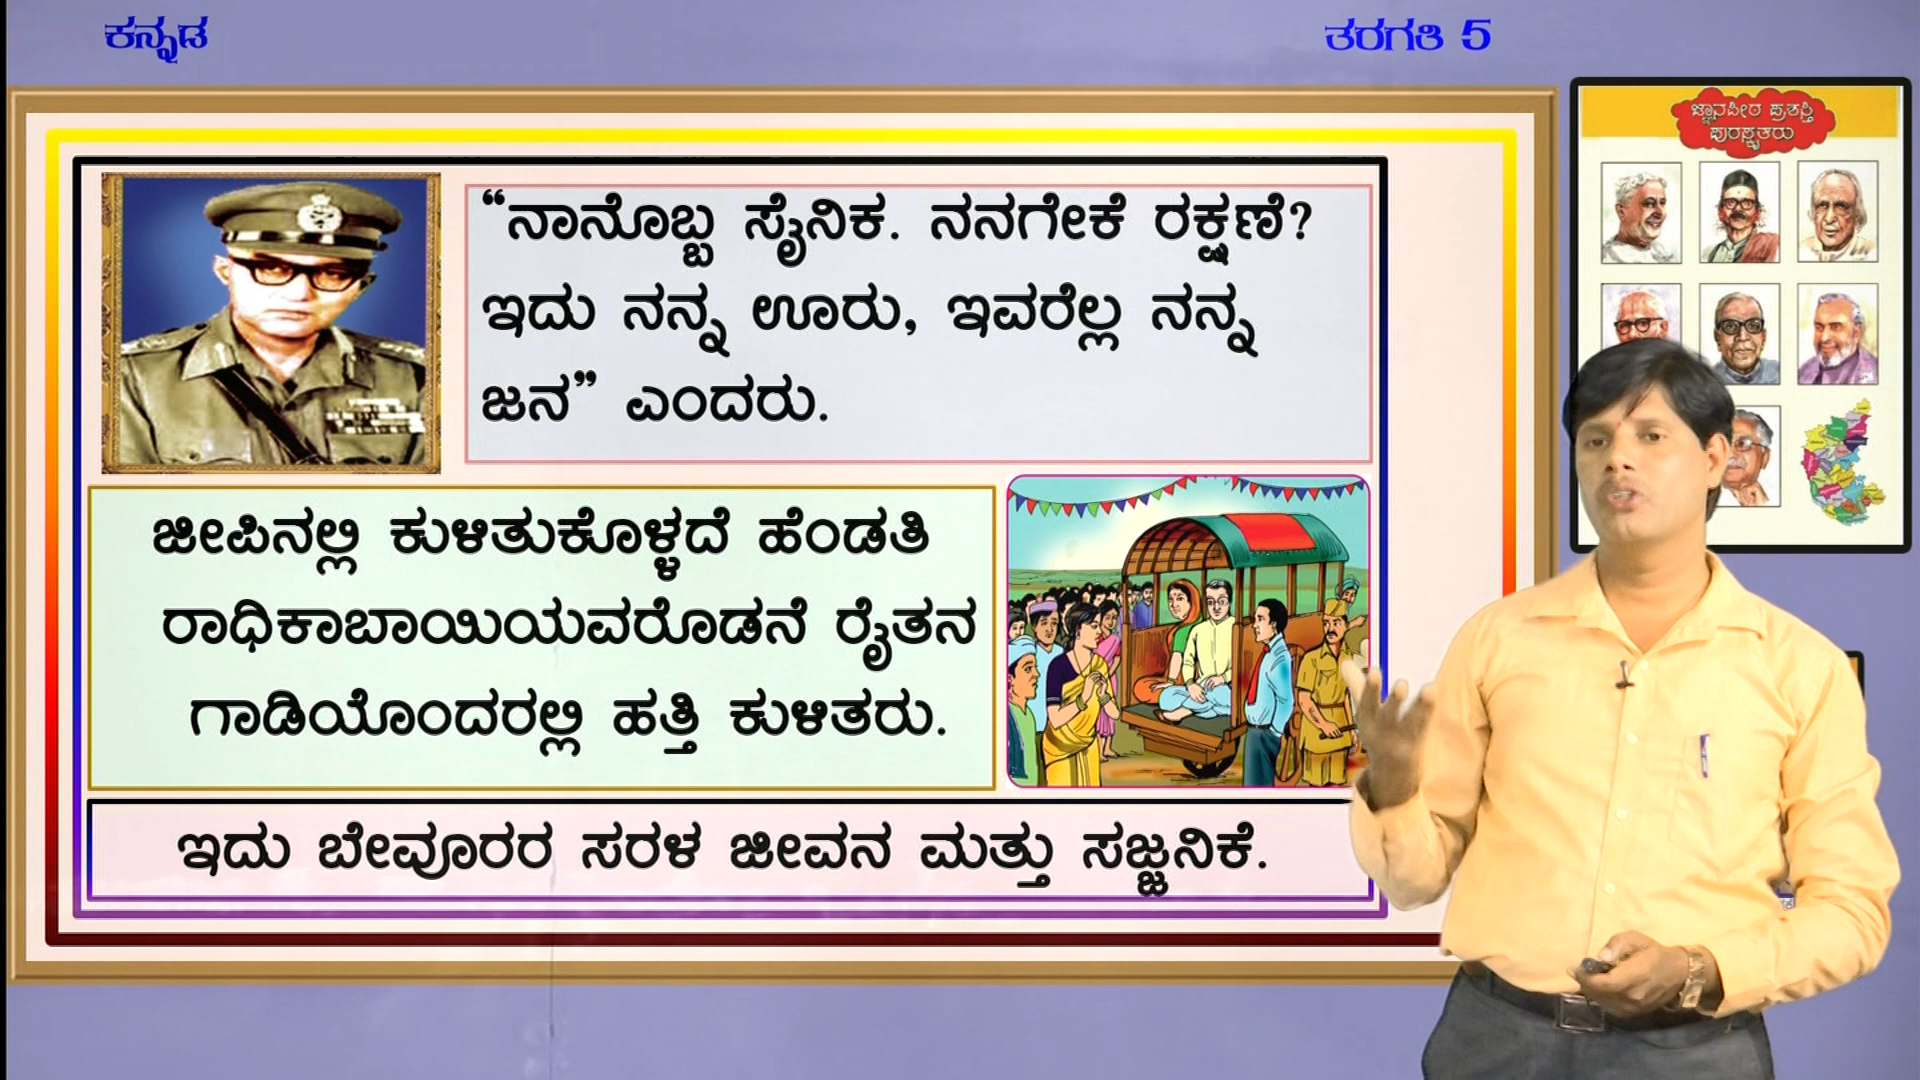 ಕನ್ನಡ
ತರಗತಿ 5
ಜ್ಞಾನಪೀಠ ಪ್ರಶಸ್ತಿ
ಪುರಸ್ಕೃತರು
“ನಾನೊಬ್ಬ ಸೈನಿಕ. ನನಗೇಕೆ ರಕ್ಷಣೆ?
ಇದು ನನ್ನ ಊರು, ಇವರೆಲ್ಲ ನನ್ನ
ಜನ” ಎಂದರು.
ಜೀಪಿನಲ್ಲಿ ಕುಳಿತುಕೊಳ್ಳದೆ ಹೆಂಡತಿ
ರಾಧಿಕಾಬಾಯಿಯವರೊಡನೆ ರೈತನ
ಗಾಡಿಯೊಂದರಲ್ಲಿ ಹತ್ತಿ ಕುಳಿತರು.
ಇದು ಬೇವೂರರ ಸರಳ ಜೀವನ ಮತ್ತು ಸಜ್ಜನಿಕೆ.